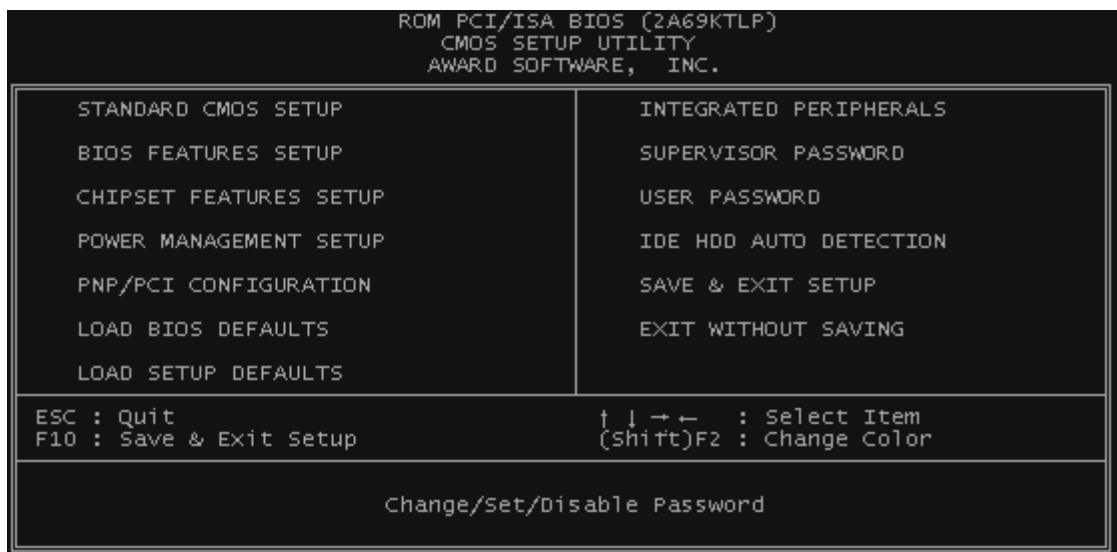 ROM PCI/ISA BIOS (2A69KTLP)
CMOS SETUP UTILITY
AWARD SOFTWARE, INC.
STANDARD CMOS SETUP
BIOS FEATURES SETUP
CHIPSET FEATURES SETUP
POWER MANAGEMENT SETUP
PNP/PCI CONFIGURATION
LOAD BIOS DEFAULTS
LOAD SETUP DEFAULTS
INTEGRATED PERIPHERALS
SUPERVISOR PASSWORD
USER PASSWORD
IDE HDD AUTO DETECTION
SAVE & EXIT SETUP
EXIT WITHOUT SAVING
ESC : Quit
F10 : Save & Exit Setup
↑ ↓ → ← : Select Item
(Shift)F2 : Change Color
Change/Set/Disable Password